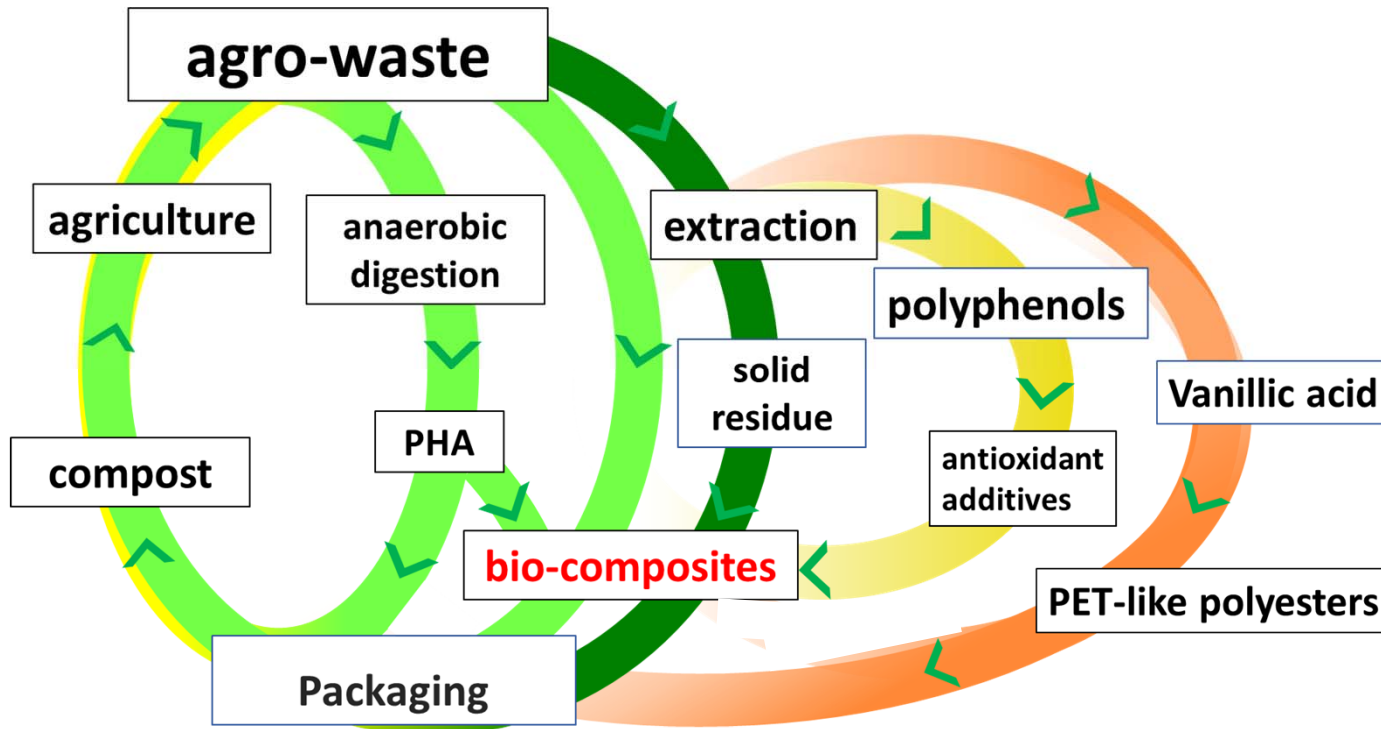 agro-waste
agriculture
anaerobic
digestion
extraction
polyphenols
solid
residue
Vanillic acid
PHA
compost
antioxidant
additives
bio-composites
PET-like polyesters
Packaging